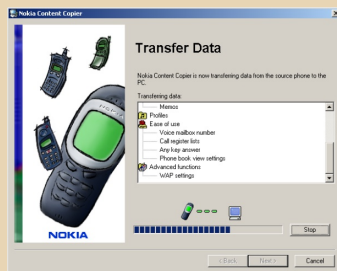 Nokia Content Copier
Transfer Data
Nokia Content Copier is now transferring data from the source phone to the
PC.
Transferring data:
Memos
Profiles
Ease of use
Voice mailbox number
Call register lists
Any key answer
Phone book view settings
Advanced functions
WAP settings
NOKIA
Stop
< Back
Next >
Cancel